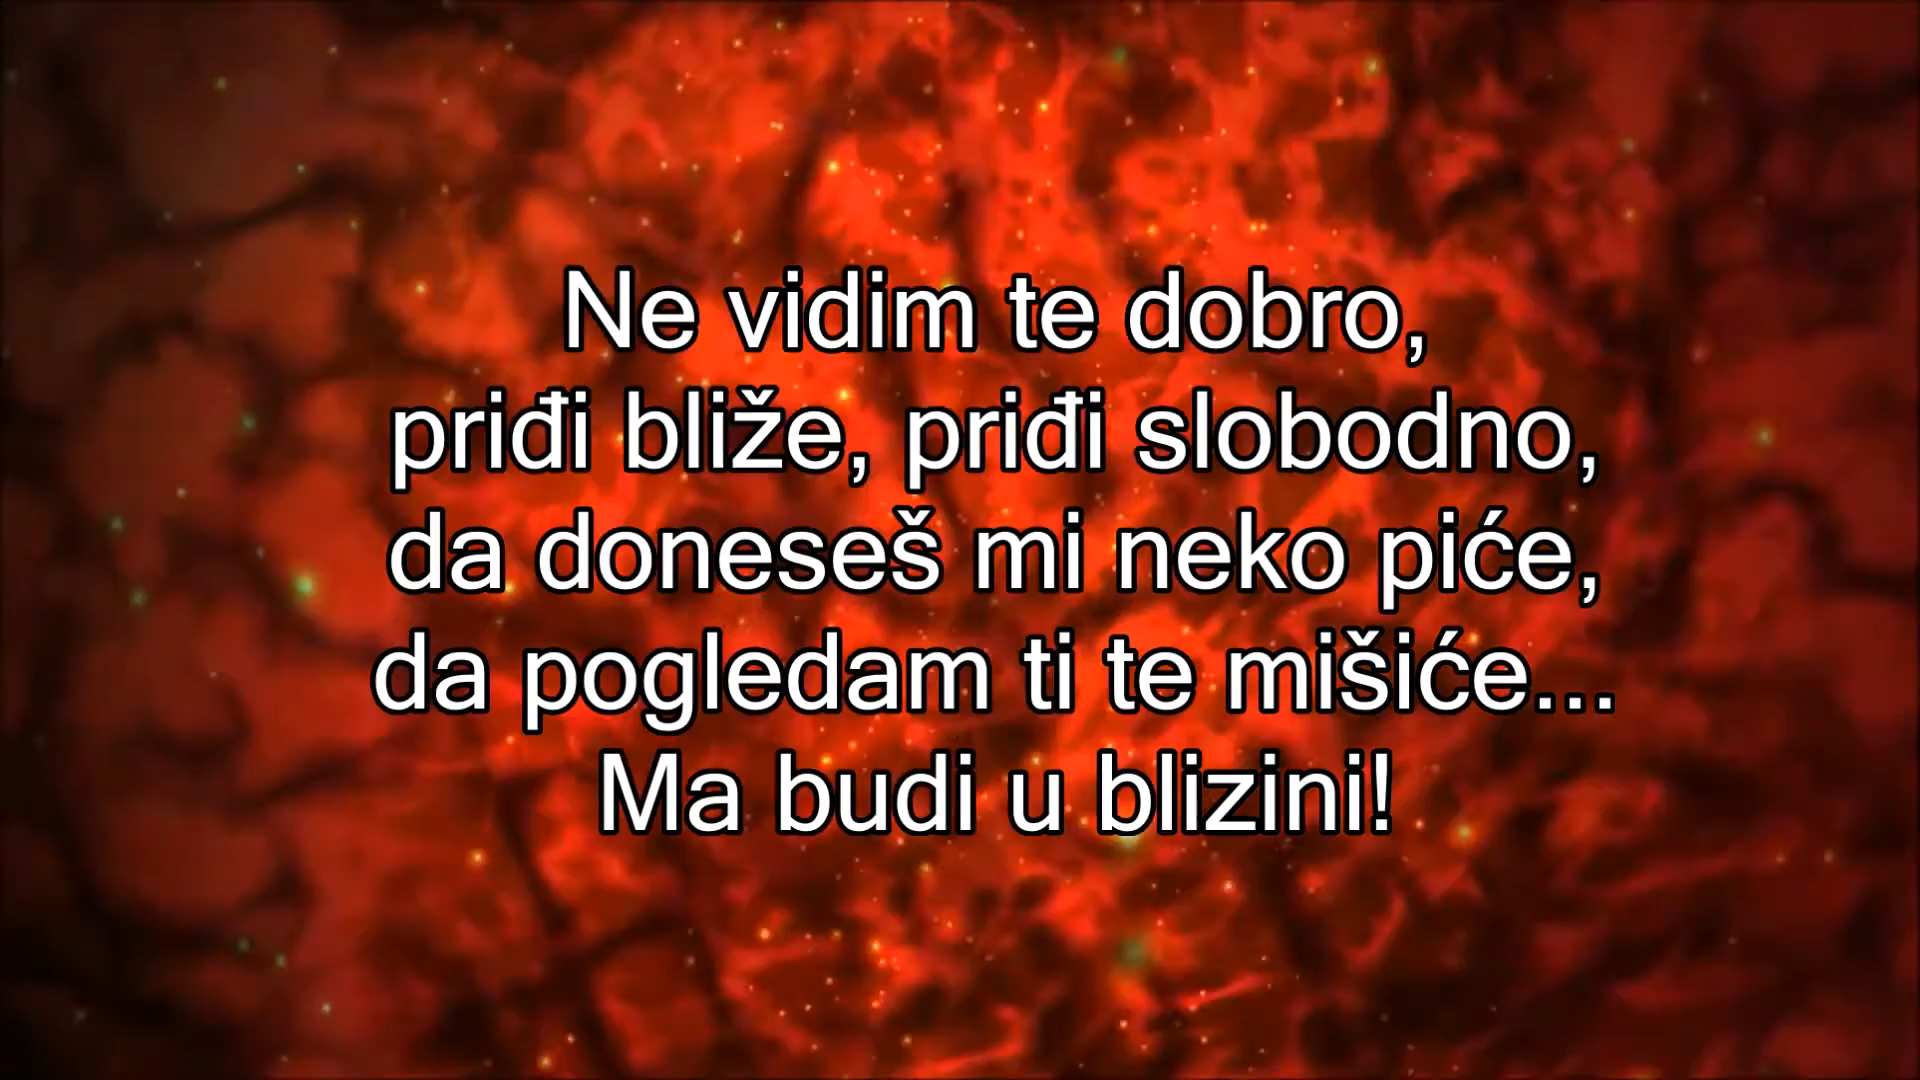 Ne vidim te dobro,
priđi bliže, priđi slobodno,
da doneseš mi neko piće,
da pogledam ti te mišiće...
Ma budi u blizini!